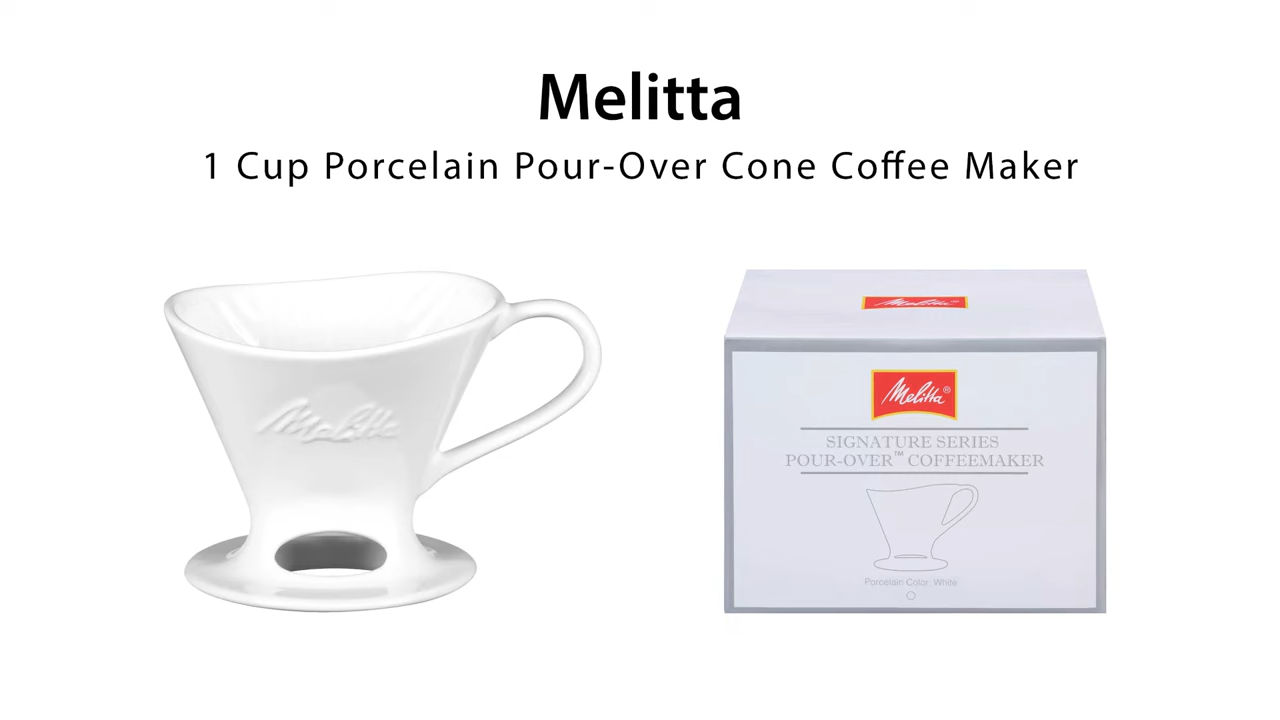 Melitta
1 Cup Porcelain Pour-Over Cone Coffee Maker
Melitta
Melitta®
Melitta®
SIGNATURE SERIES
POUR-OVER™ COFFEEMAKER
Porcelain Color: White